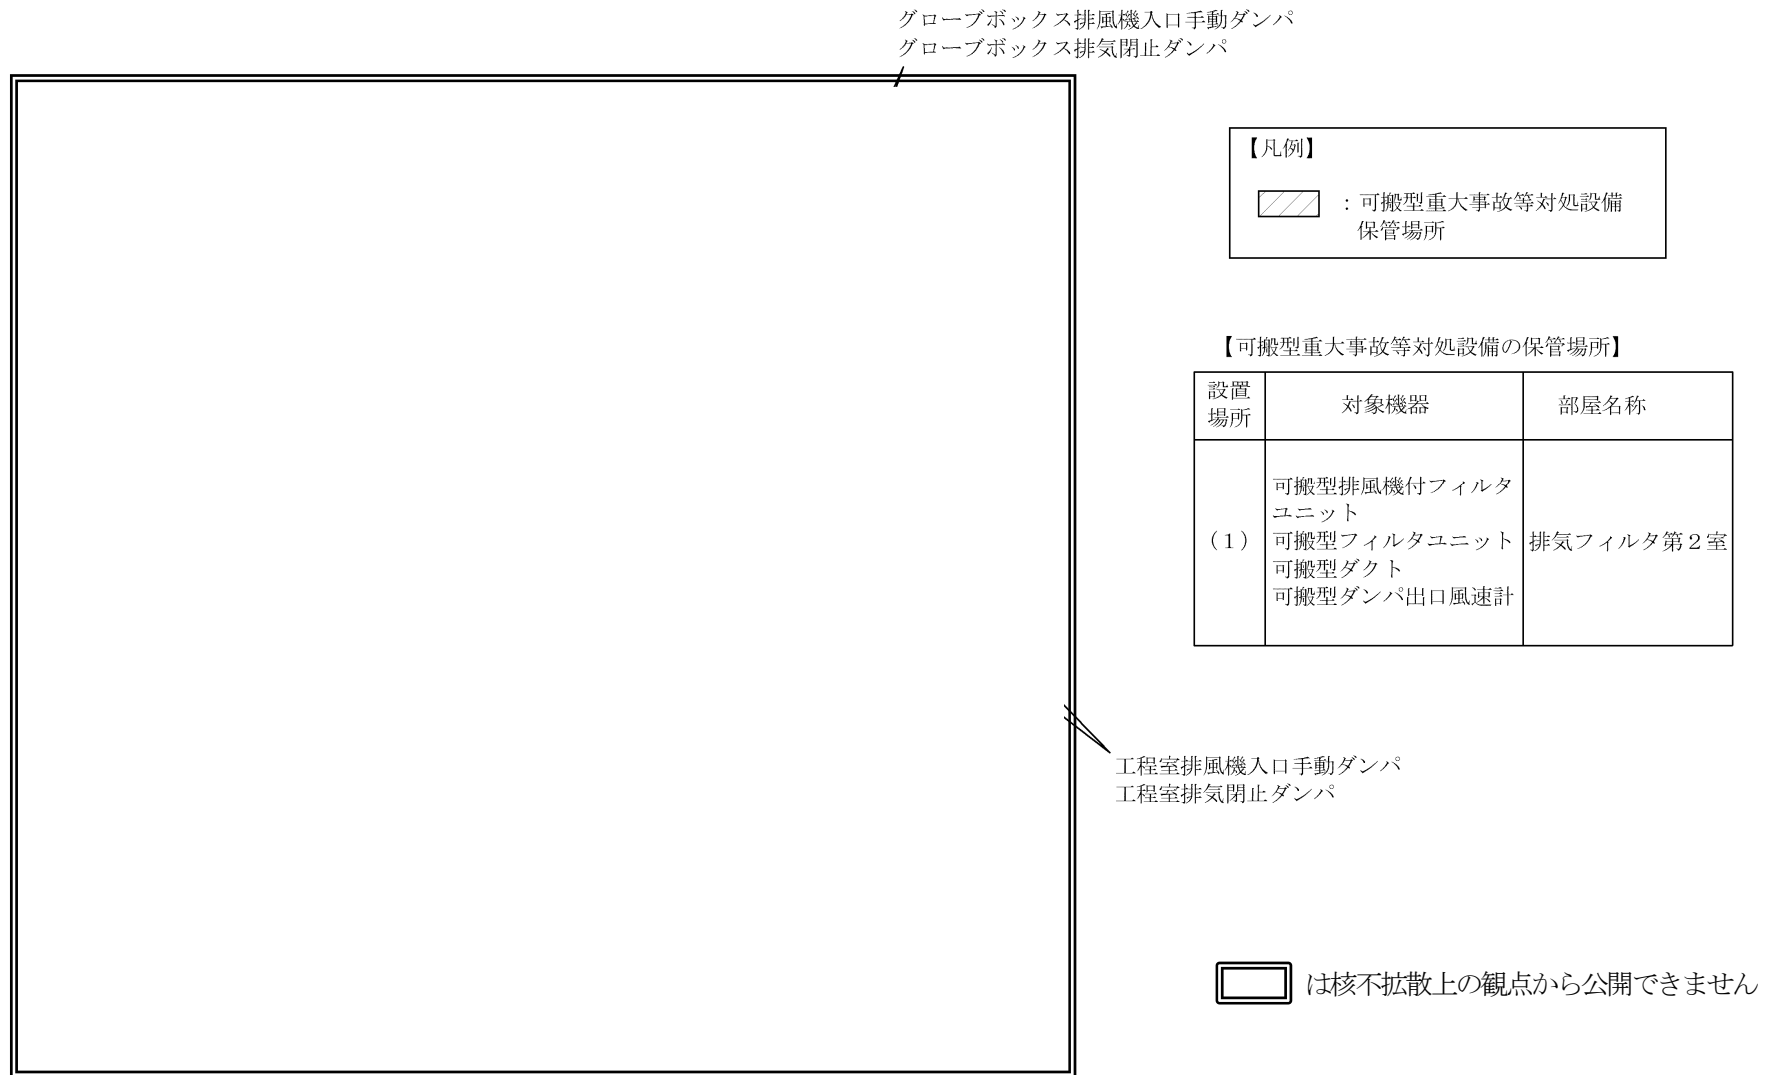 グローブボックス排風機入口手動ダンパ
グローブボックス排気閉止ダンパ
【凡例】
：可搬型重大事故等対処設備
保管場所
【可搬型重大事故等対処設備の保管場所】
設置
場所
対象機器
部屋名称
（１）
可搬型排風機付フィルタ
ユニット
可搬型フィルタユニット
可搬型ダクト
可搬型ダンパ出口風速計
排気フィルタ第２室
工程室排風機入口手動ダンパ
工程室排気閉止ダンパ
は核不拡散上の観点から公開できません